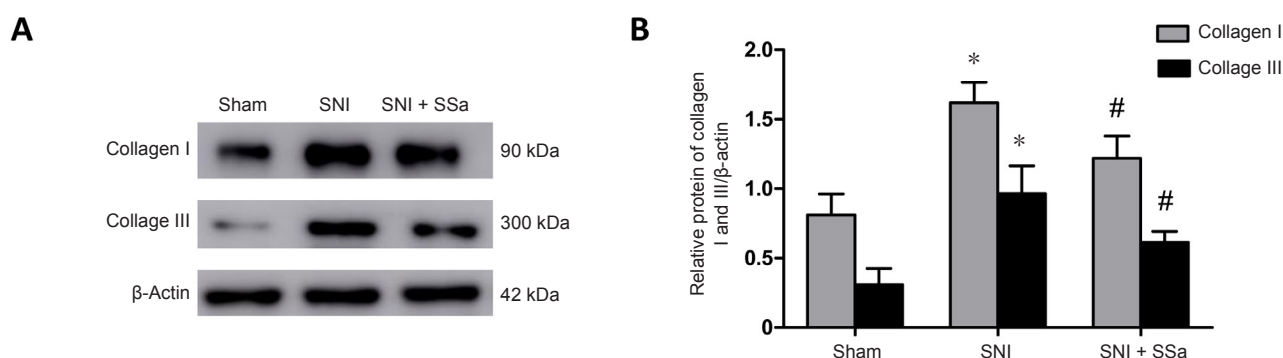 A
Sham SNI SNI + SSa
Collagen I 90 kDa
Collage III 300 kDa
β-Actin 42 kDa
B
Collagen I
Collage III
Relative protein of collagen
I and III/β-actin
2.0
1.5
1.0
0.5
0
* * # #
Sham SNI SNI + SSa